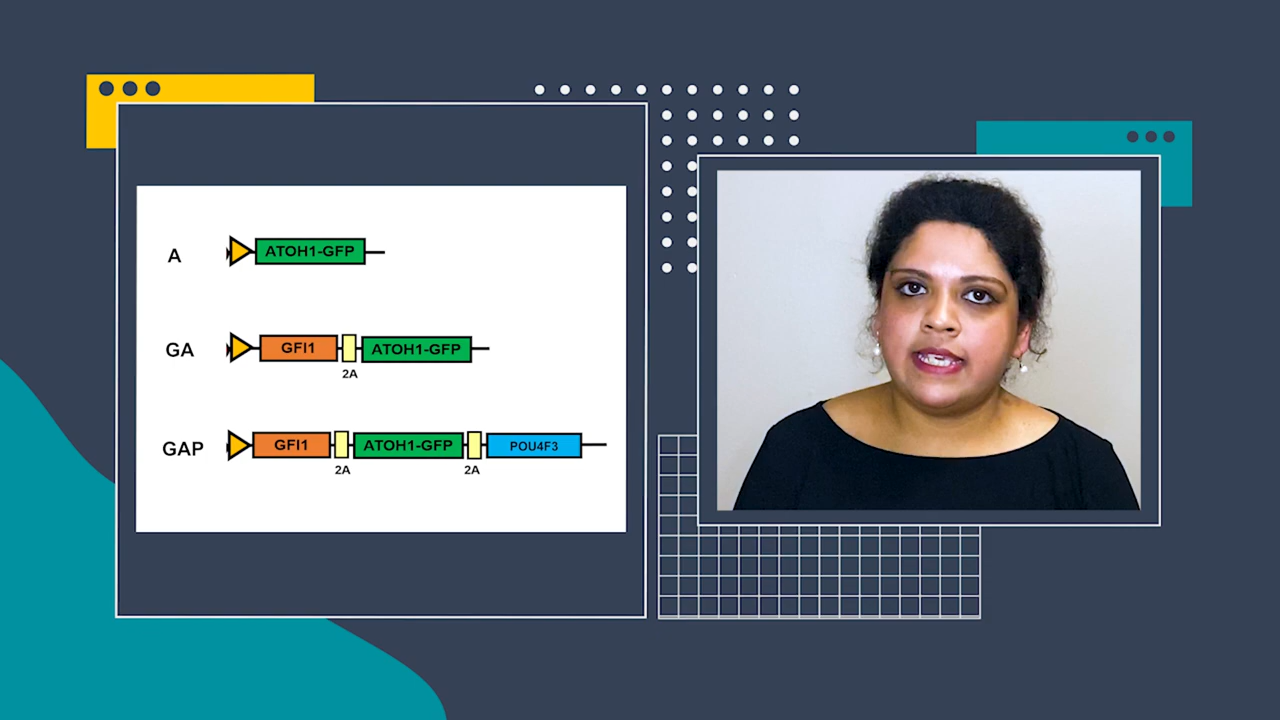 A ATOH1-GFP
GA GFI1 ATOH1-GFP
2A
GAP GFI1 ATOH1-GFP POU4F3
2A 2A